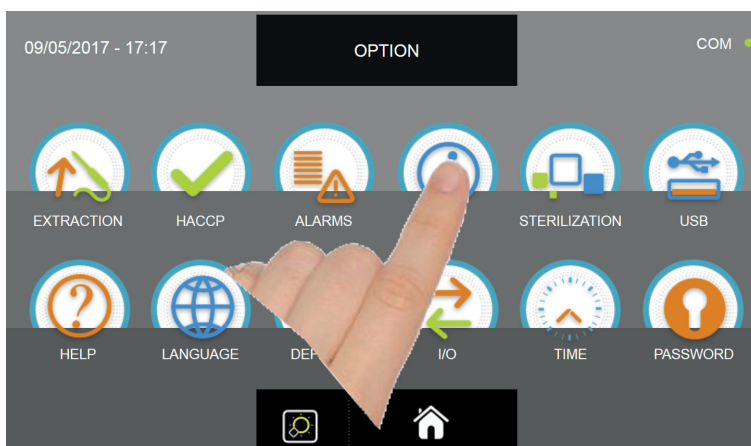 09/05/2017 - 17:17
OPTION
COM
EXTRACTION
HACCP
ALARMS
STERILIZATION
USB
HELP
LANGUAGE
I/O
TIME
PASSWORD